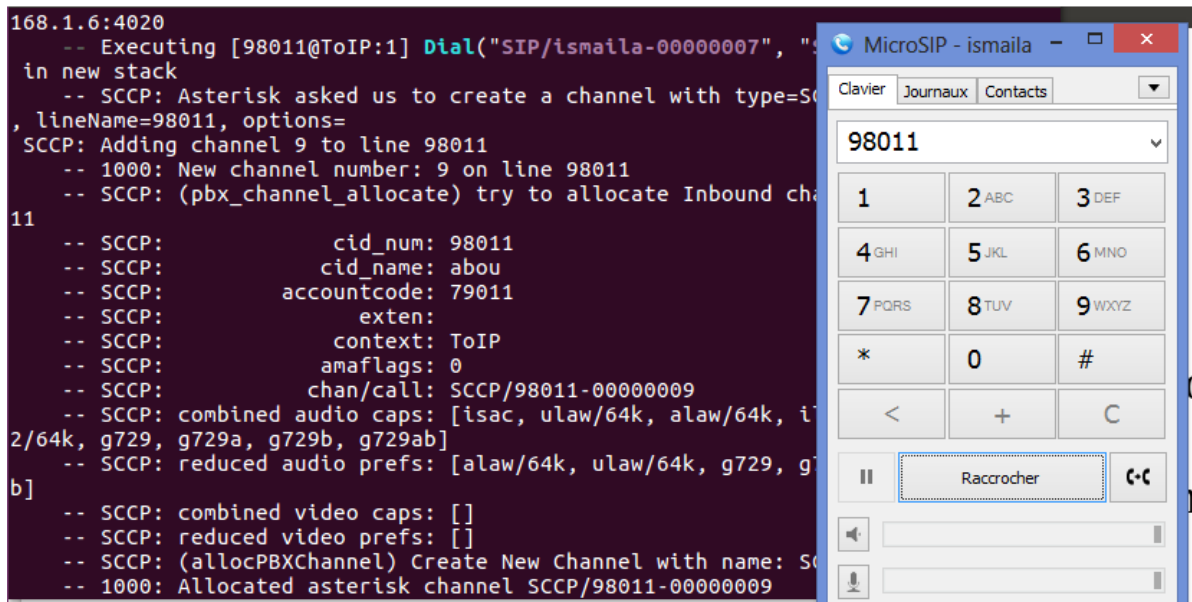 168.1.6:4020
-- Executing [98011@ToIP:1] Dial("SIP/ismaila-00000007", "
in new stack
-- SCCP: Asterisk asked us to create a channel with type=
, lineName=98011, options=
SCCP: Adding channel 9 to line 98011
-- 1000: New channel number: 9 on line 98011
-- SCCP: (pbx_channel_allocate) try to allocate Inbound
11
-- SCCP: cid_num: 98011
-- SCCP: cid_name: abou
-- SCCP: accountcode: 79011
-- SCCP: exten:
-- SCCP: context: ToIP
-- SCCP: amaflags: 0
-- SCCP: chan/call: SCCP/98011-00000009
-- SCCP: combined audio caps: [isac, ulaw/64k, alaw/64k,
2/64k, g729, g729a, g729b, g729ab]
-- SCCP: reduced audio prefs: [alaw/64k, ulaw/64k, g729,
b]
-- SCCP: combined video caps: []
-- SCCP: reduced video prefs: []
-- SCCP: (allocPBXChannel) Create New Channel with name:
-- 1000: Allocated asterisk channel SCCP/98011-00000009
MicroSIP - ismaila
Clavier Journaux Contacts
98011
1 2 ABC 3 DEF
4 GHI 5 JKL 6 MNO
7 PQRS 8 TUV 9 WXYZ
* 0 #
< + C
Raccrocher